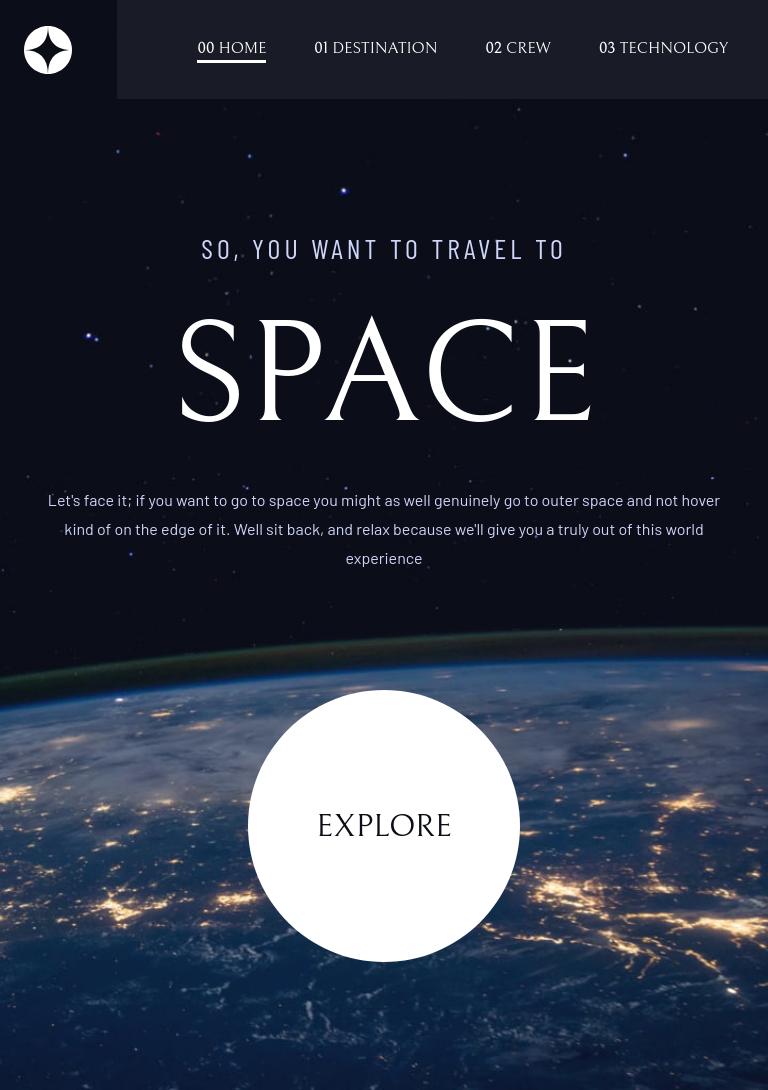 00 HOME 01 DESTINATION 02 CREW 03 TECHNOLOGY
SO, YOU WANT TO TRAVEL TO
SPACE
Let's face it; if you want to go to space you might as well genuinely go to outer space and not hover
kind of on the edge of it. Well sit back, and relax because we'll give you a truly out of this world
experience
EXPLORE